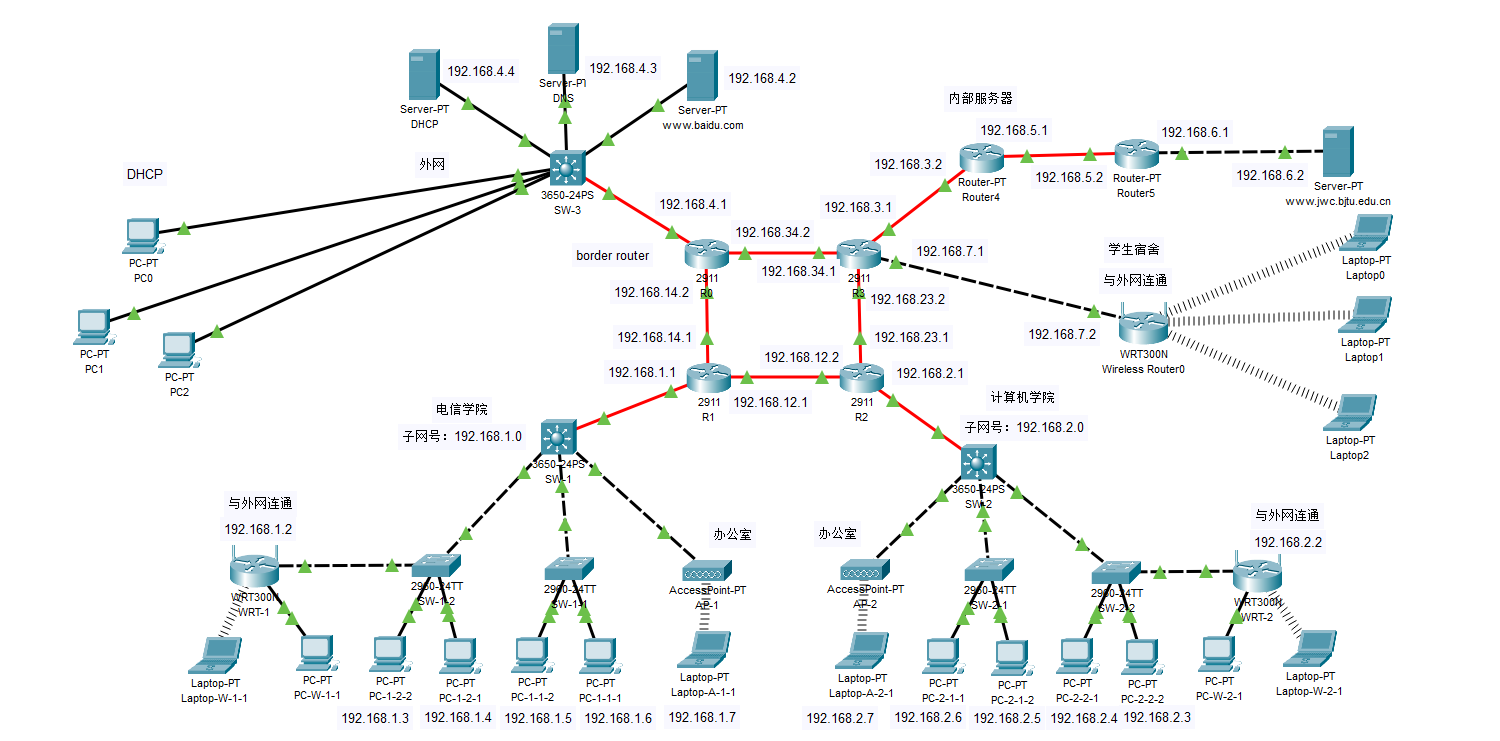 192.168.4.4
Server-PT
DHCP
192.168.4.3
Server-PT
DNS
192.168.4.2
Server-PT
www.baidu.com
DHCP
外网
3650-24PS
SW-3
PC-PT
PC0
PC-PT
PC1
PC-PT
PC2
内部服务器
192.168.5.1
192.168.6.1
192.168.3.2
Router-PT
Router4
192.168.5.2
Router-PT
Router5
192.168.6.2
Server-PT
www.jwc.bjtu.edu.cn
192.168.4.1
192.168.3.1
192.168.34.2
192.168.7.1
border router
2911
R0
192.168.34.1
2911
R3
学生宿舍
与外网连通
Laptop-PT
Laptop0
192.168.14.2
192.168.23.2
192.168.7.2
WRT300N
Wireless Router0
Laptop-PT
Laptop1
Laptop-PT
Laptop2
192.168.14.1
192.168.23.1
192.168.12.2
192.168.1.1
192.168.2.1
2911
R1
192.168.12.1
2911
R2
电信学院
子网号：192.168.1.0
3650-24PS
SW-1
计算机学院
子网号：192.168.2.0
3650-24PS
SW-2
与外网连通
192.168.1.2
WRT300N
WRT-1
2960-24TT
SW-1-2
2960-24TT
SW-1-1
办公室
AccessPoint-PT
AP-1
办公室
AccessPoint-PT
AP-2
2960-24TT
SW-2-1
2960-24TT
SW-2-2
与外网连通
192.168.2.2
WRT300N
WRT-2
Laptop-PT
Laptop-W-1-1
PC-PT
PC-W-1-1
PC-PT
PC-1-2-2
PC-PT
PC-1-2-1
PC-PT
PC-1-1-2
PC-PT
PC-1-1-1
Laptop-PT
Laptop-A-1-1
Laptop-PT
Laptop-A-2-1
PC-PT
PC-2-1-1
PC-PT
PC-2-1-2
PC-PT
PC-2-2-1
PC-PT
PC-2-2-2
PC-PT
PC-W-2-1
Laptop-PT
Laptop-W-2-1
192.168.1.3
192.168.1.4
192.168.1.5
192.168.1.6
192.168.1.7
192.168.2.7
192.168.2.6
192.168.2.5
192.168.2.4
192.168.2.3